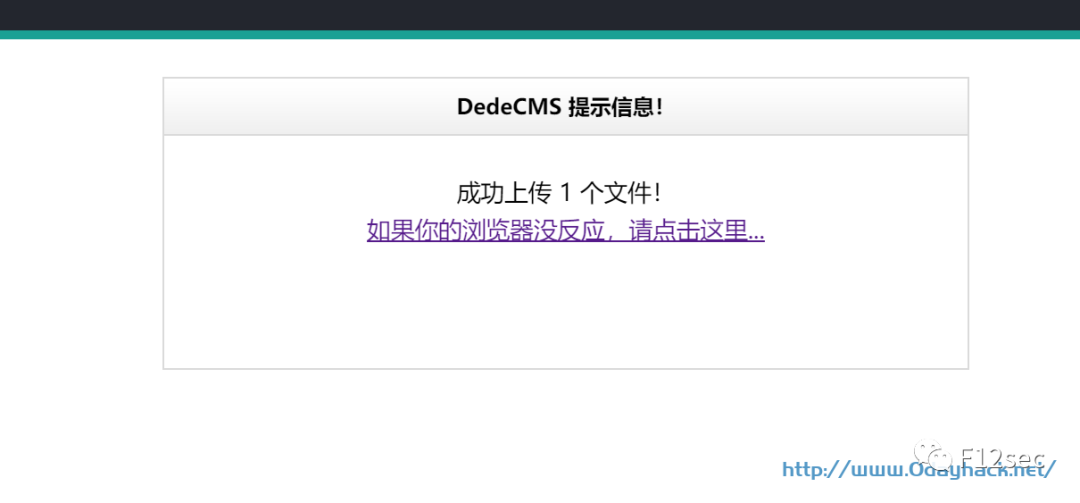 DedeCMS 提示信息！
成功上传 1 个文件！
如果你的浏览器没反应，请点击这里...
F12sec
http://www.0dayhack.net/